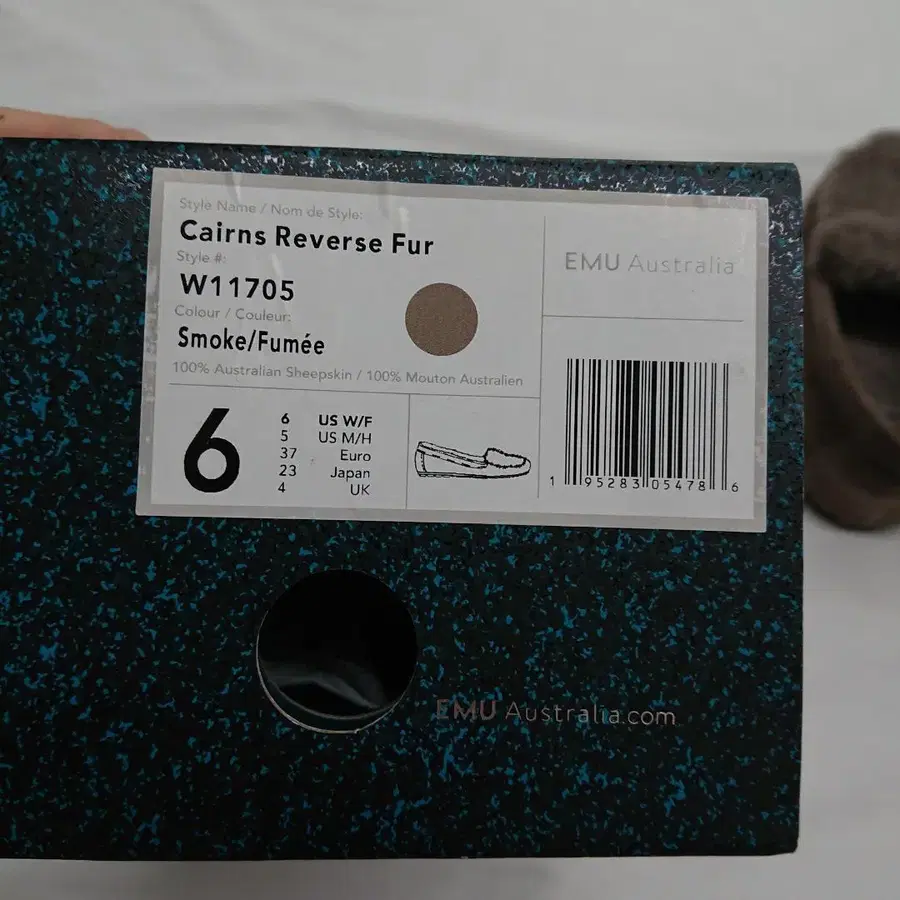 Style Name / Nom de Style:
Cairns Reverse Fur
Style #:
W11705
Colour / Couleur:
Smoke/Fumée
100% Australian Sheepskin / 100% Mouton Australien
EMU Australia
6
6 US W/F
5 US M/H
37 Euro
23 Japan
4 UK
1 95283 05478 6
EMU Australia.com